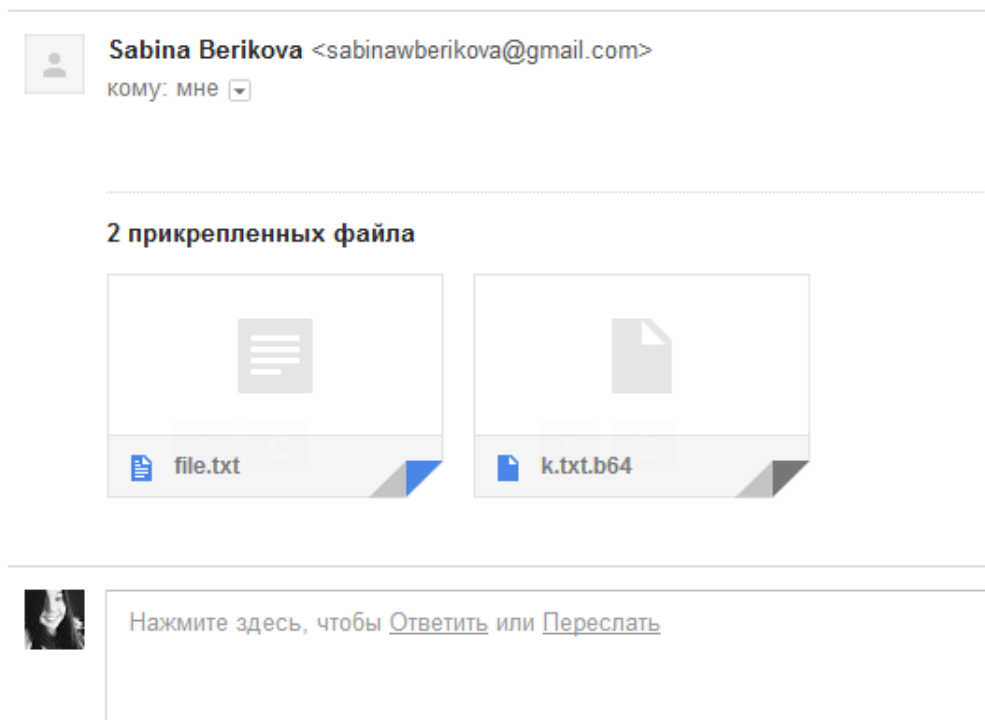 Sabina Berikova <sabinawberikova@gmail.com>
кому: мне
2 прикрепленных файла
file.txt
k.txt.b64
Нажмите здесь, чтобы Ответить или Переслать